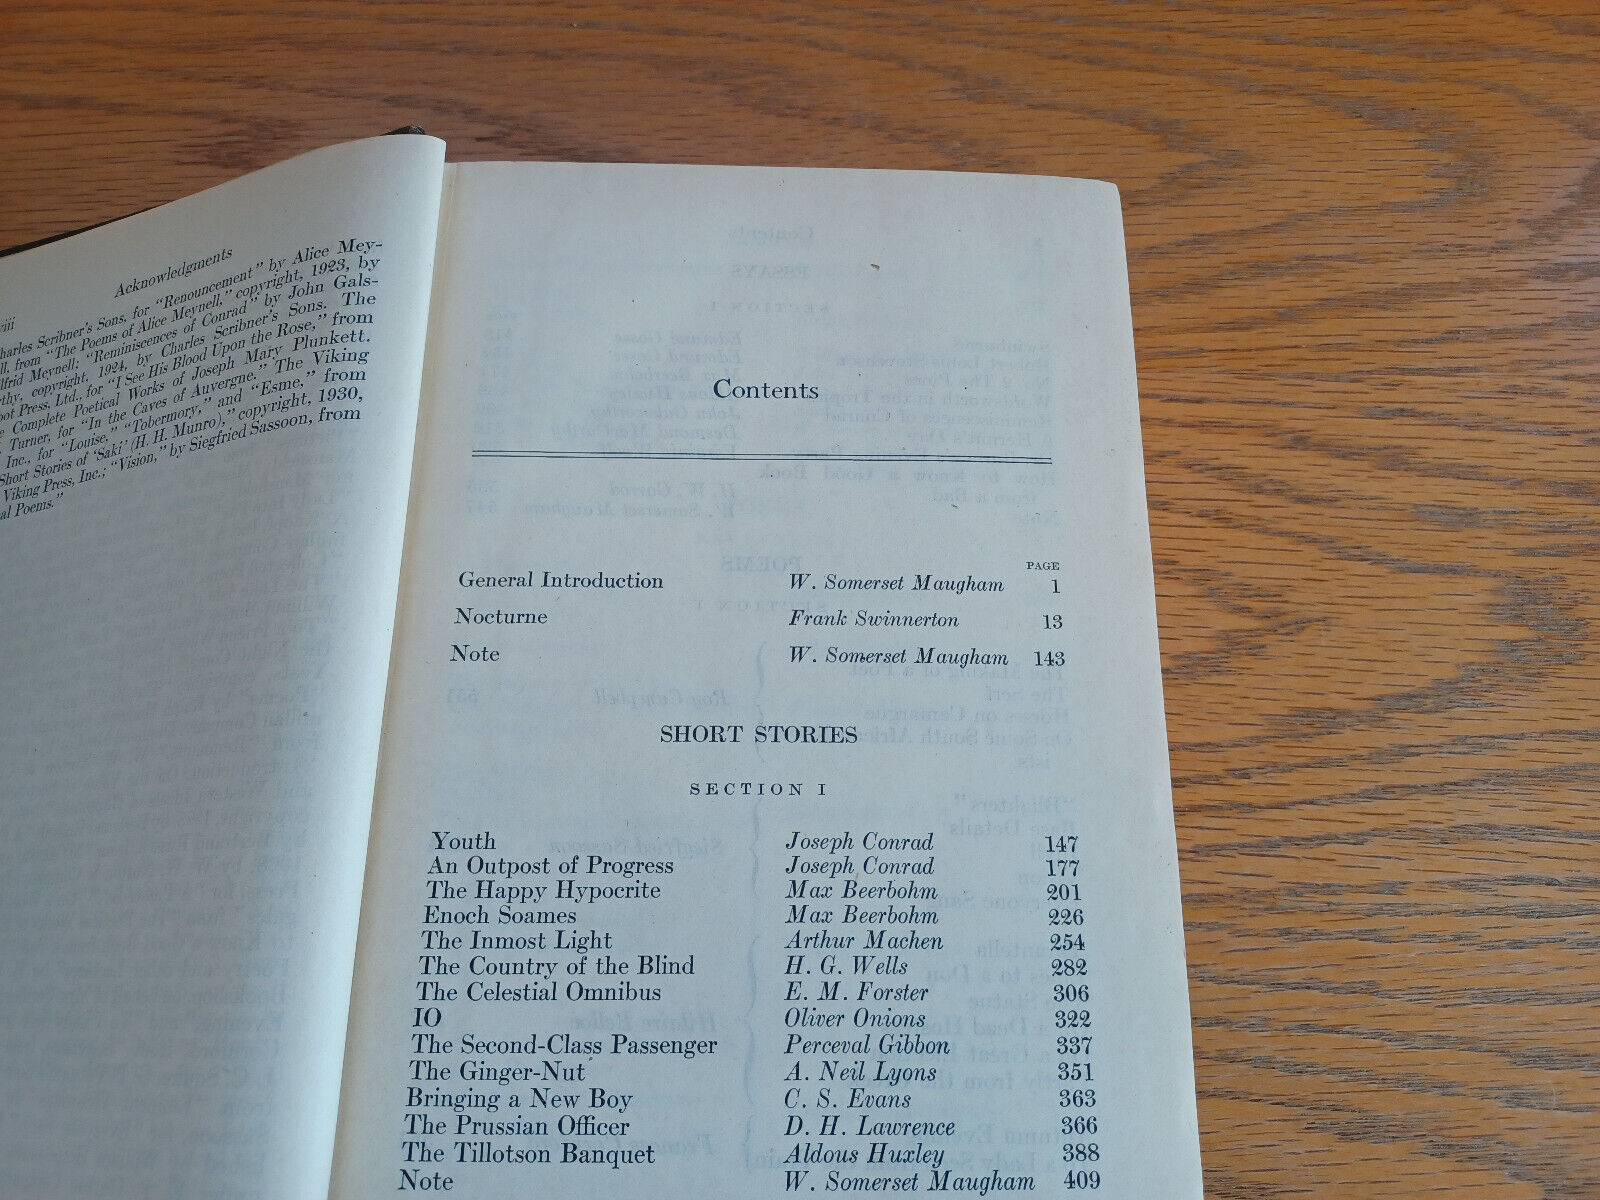 viii
Acknowledgments
Charles Scribner's Sons, for "Renouncement" by Alice Mey-
from "The Poems of Alice Meynell," copyright, 1923, by
Wilfrid Meynell; "Reminiscences of Conrad" by John Gals-
copyright, 1924, by Charles Scribner's Sons. The
Press, Ltd., for "I See His Blood Upon the Rose," from
Complete Poetical Works of Joseph Mary Plunkett.
Turner, for "In the Caves of Auvergne." The Viking
Inc., for "Louise," "Tobermory," and "Esme," from
Short Stories of 'Saki' (H. H. Munro)," copyright, 1930,
Viking Press, Inc.; "Vision," by Siegfried Sassoon, from
Poems."
Contents
PAGE
General Introduction W. Somerset Maugham 1
Nocturne Frank Swinnerton 13
Note W. Somerset Maugham 143
SHORT STORIES
SECTION I
Youth Joseph Conrad 147
An Outpost of Progress Joseph Conrad 177
The Happy Hypocrite Max Beerbohm 201
Enoch Soames Max Beerbohm 226
The Inmost Light Arthur Machen 254
The Country of the Blind H. G. Wells 282
The Celestial Omnibus E. M. Forster 306
IO Oliver Onions 322
The Second-Class Passenger Perceval Gibbon 337
The Ginger-Nut A. Neil Lyons 351
Bringing a New Boy C. S. Evans 363
The Prussian Officer D. H. Lawrence 366
The Tillotson Banquet Aldous Huxley 388
Note W. Somerset Maugham 409